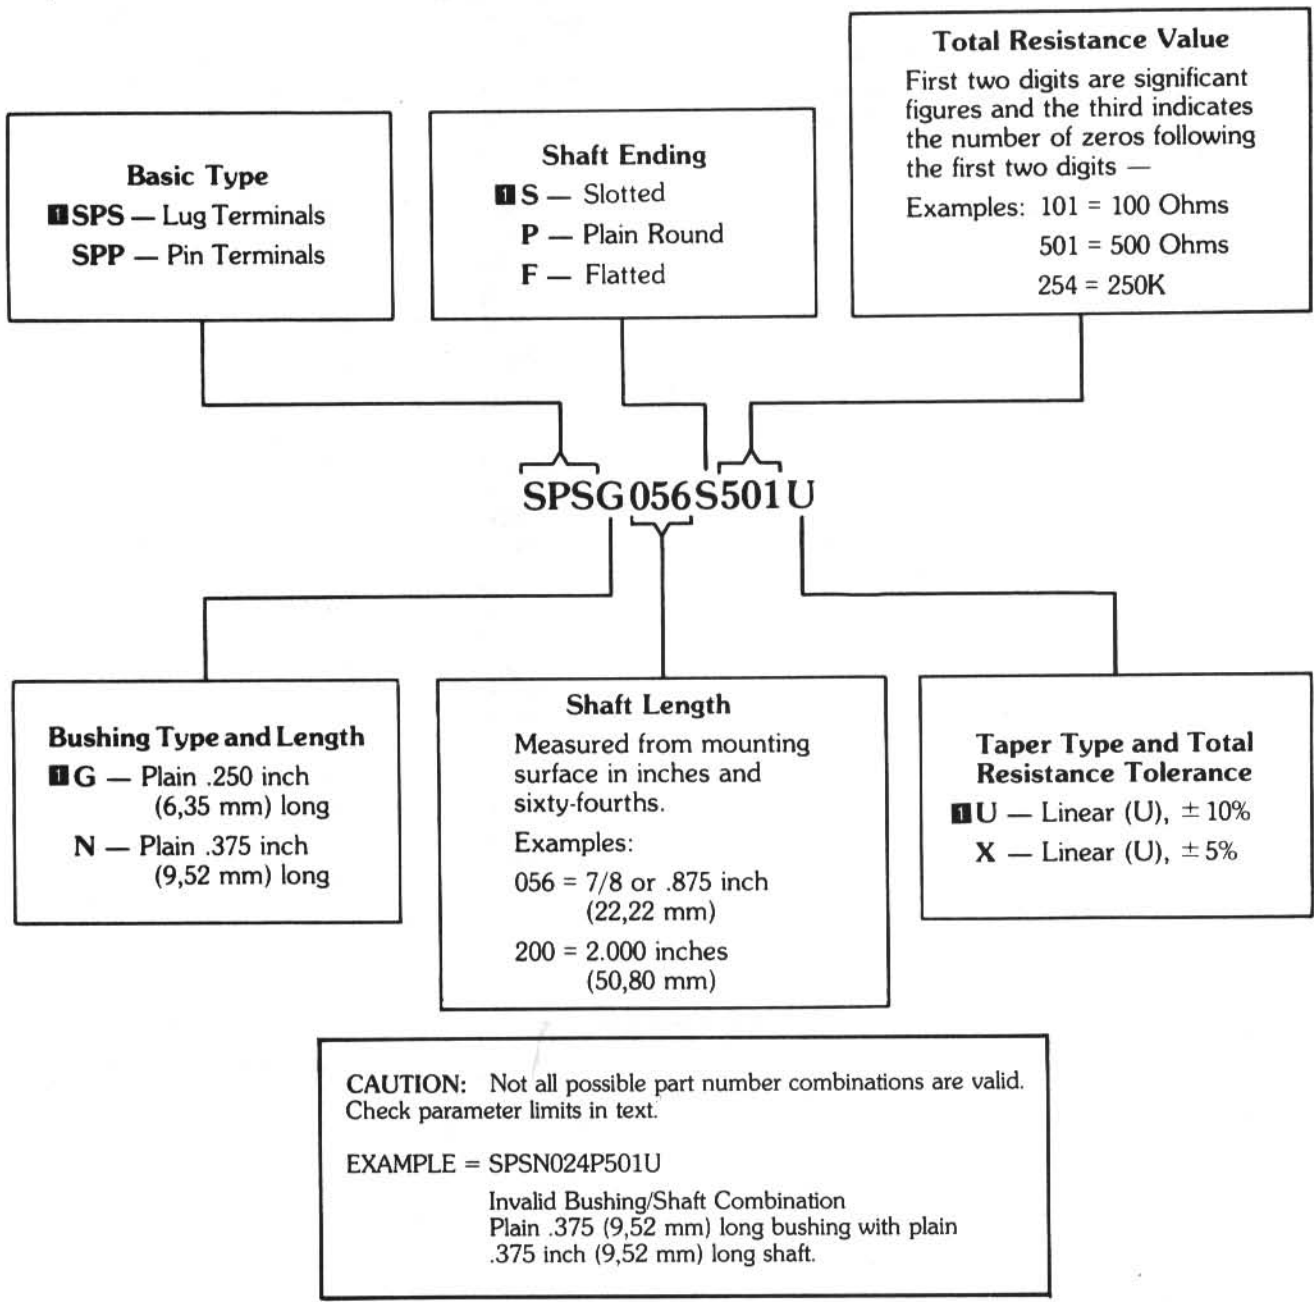 Total Resistance Value
First two digits are significant
figures and the third indicates
the number of zeros following
the first two digits —
Examples: 101 = 100 Ohms
501 = 500 Ohms
254 = 250K
Basic Type
1 SPS — Lug Terminals
SPP — Pin Terminals
Shaft Ending
1 S — Slotted
P — Plain Round
F — Flatted
SPSG056S501U
Bushing Type and Length
1 G — Plain .250 inch
(6,35 mm) long
N — Plain .375 inch
(9,52 mm) long
Shaft Length
Measured from mounting
surface in inches and
sixty-fourths.
Examples:
056 = 7/8 or .875 inch
(22,22 mm)
200 = 2.000 inches
(50,80 mm)
Taper Type and Total
Resistance Tolerance
1 U — Linear (U), ± 10%
X — Linear (U), ± 5%
CAUTION: Not all possible part number combinations are valid.
Check parameter limits in text.
EXAMPLE = SPSN024P501U
Invalid Bushing/Shaft Combination
Plain .375 (9,52 mm) long bushing with plain
.375 inch (9,52 mm) long shaft.